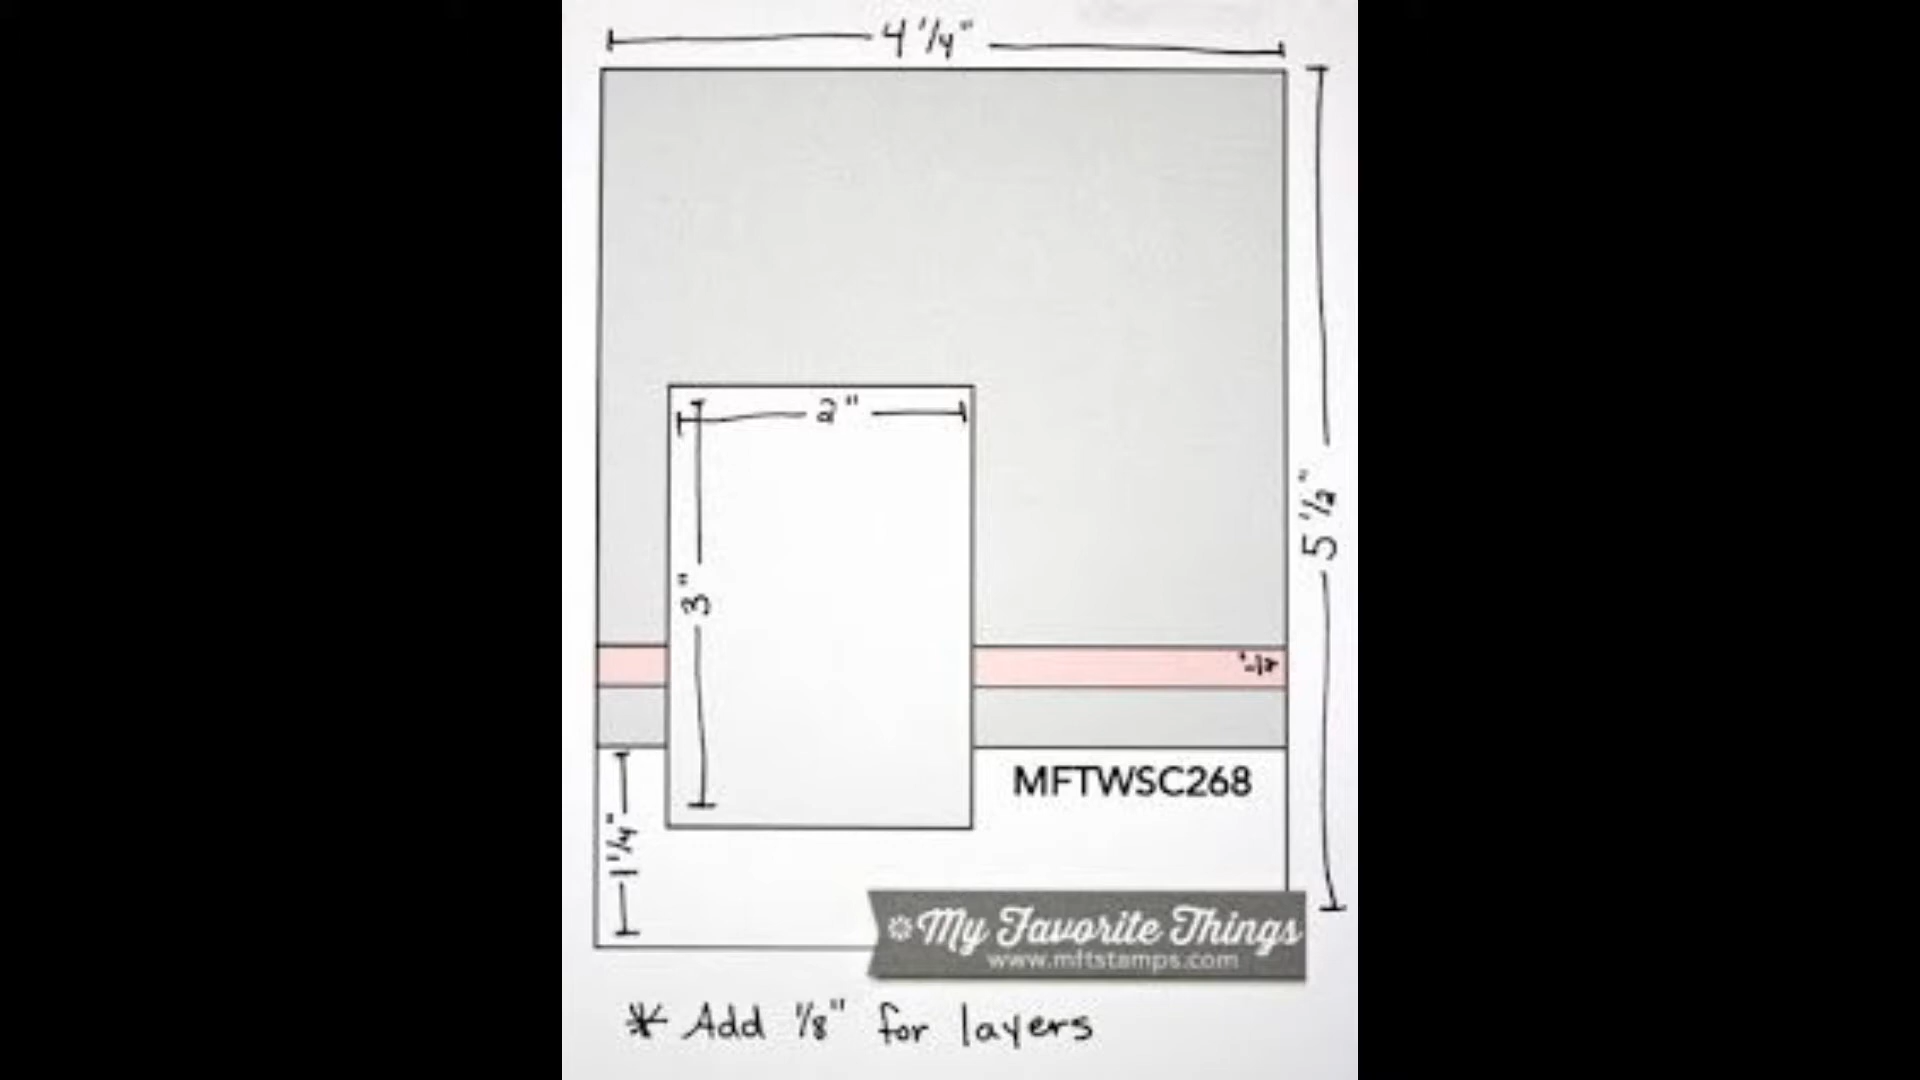 4 1/4"
2"
3"
5 1/2"
MFTWSC268
1 1/4"
My Favorite Things
www.mftstamps.com
* Add 1/8" for layers